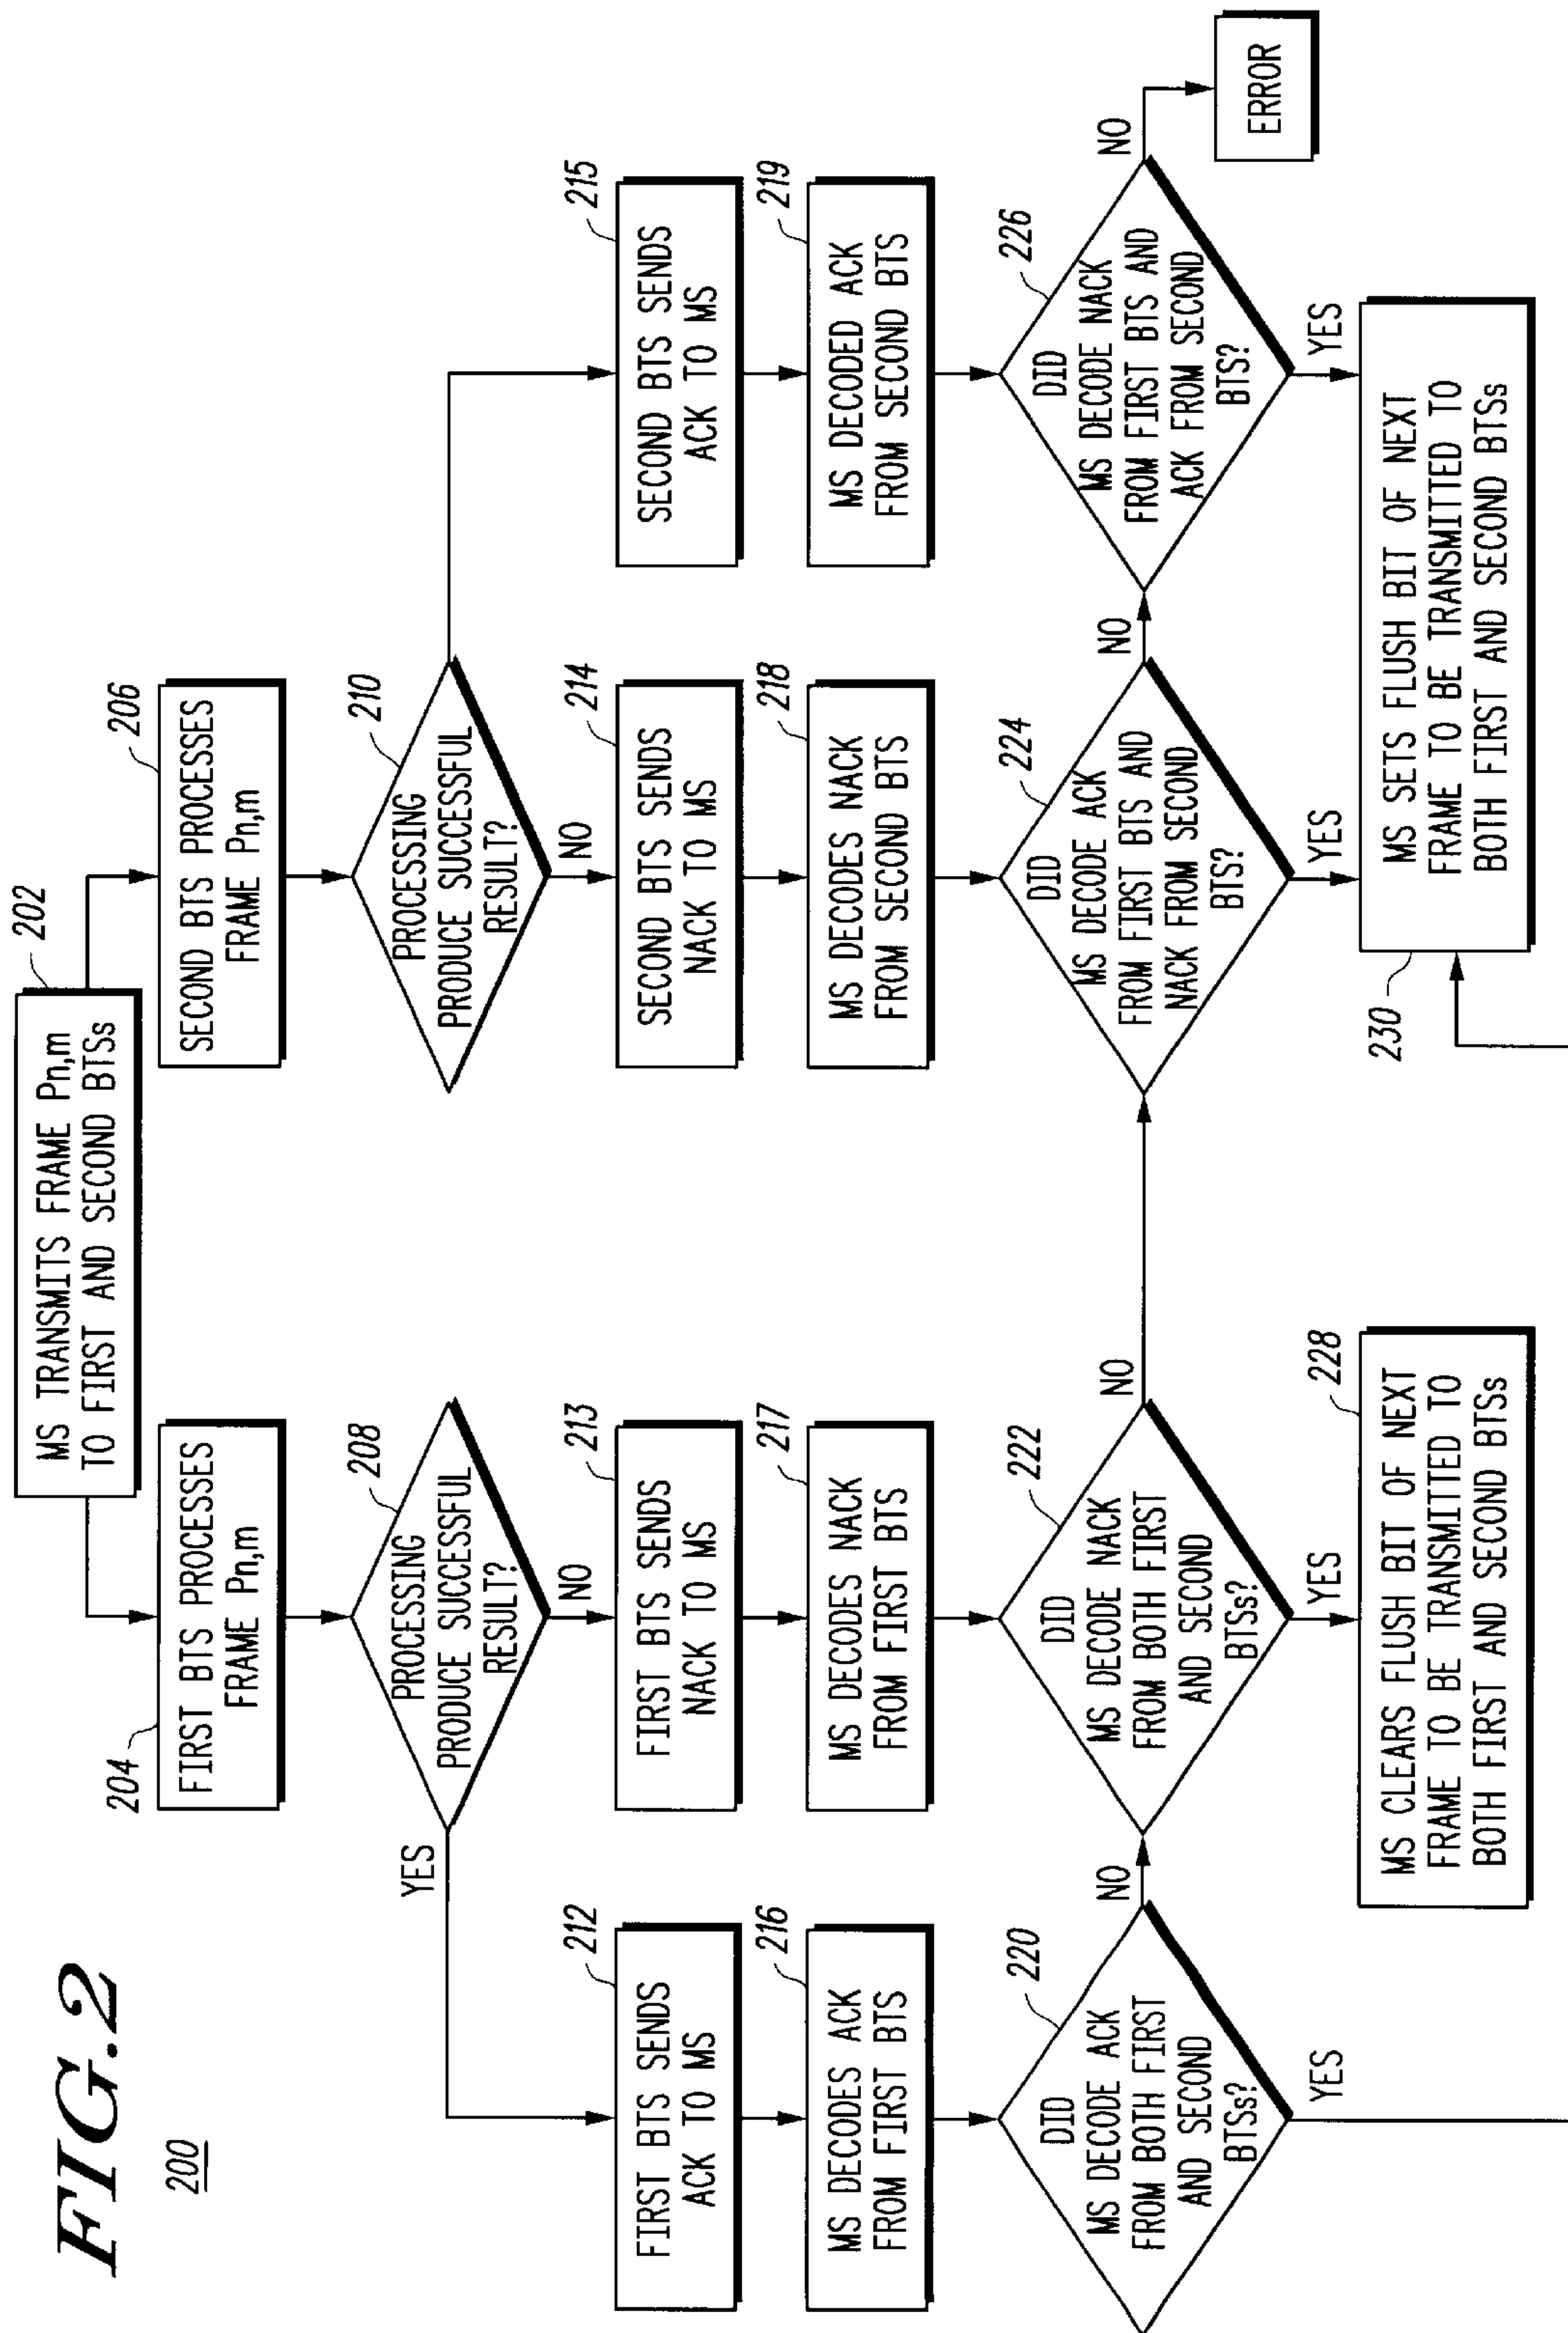 FIG.2
200
202
MS TRANSMITS FRAME Pn,m
TO FIRST AND SECOND BTSs
204
FIRST BTS PROCESSES
FRAME Pn,m
206
SECOND BTS PROCESSES
FRAME Pn,m
208
PROCESSING
PRODUCE SUCCESSFUL
RESULT?
YES
NO
210
PROCESSING
PRODUCE SUCCESSFUL
RESULT?
NO
212
FIRST BTS SENDS
ACK TO MS
213
FIRST BTS SENDS
NACK TO MS
214
SECOND BTS SENDS
NACK TO MS
215
SECOND BTS SENDS
ACK TO MS
216
MS DECODES ACK
FROM FIRST BTS
217
MS DECODES NACK
FROM FIRST BTS
218
MS DECODES NACK
FROM SECOND BTS
219
MS DECODED ACK
FROM SECOND BTS
220
DID
MS DECODE ACK
FROM BOTH FIRST
AND SECOND
BTSs?
NO
YES
222
DID
MS DECODE NACK
FROM BOTH FIRST
AND SECOND
BTSs?
NO
YES
224
DID
MS DECODE ACK
FROM FIRST BTS AND
NACK FROM SECOND
BTS?
NO
YES
226
DID
MS DECODE NACK
FROM FIRST BTS AND
ACK FROM SECOND
BTS?
NO
YES
ERROR
228
MS CLEARS FLUSH BIT OF NEXT
FRAME TO BE TRANSMITTED TO
BOTH FIRST AND SECOND BTSs
230
MS SETS FLUSH BIT OF NEXT
FRAME TO BE TRANSMITTED TO
BOTH FIRST AND SECOND BTSs